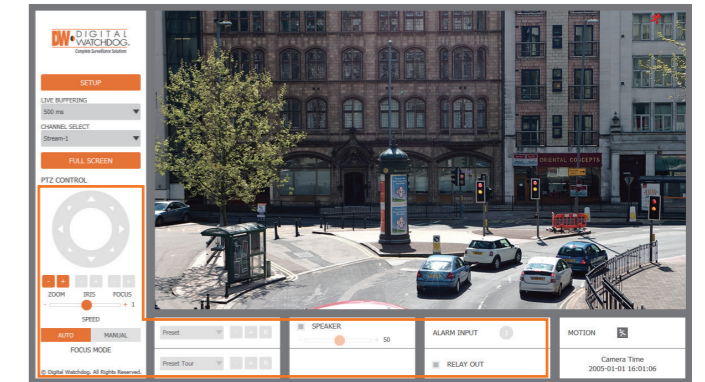 DW DIGITAL
WATCHDOG.
Complete Surveillance Solutions
SETUP
LIVE BUFFERING
500 ms
CHANNEL SELECT
Stream-1
FULL SCREEN
PTZ CONTROL
- +
ZOOM IRIS FOCUS
- + 1
SPEED
AUTO MANUAL
FOCUS MODE
© Digital Watchdog. All Rights Reserved.
ORIENTAL CONCEPTS
Preset
Preset Tour
SPEAKER
- + 50
ALARM INPUT 1
RELAY OUT
MOTION
Camera Time
2005-01-01 16:01:06